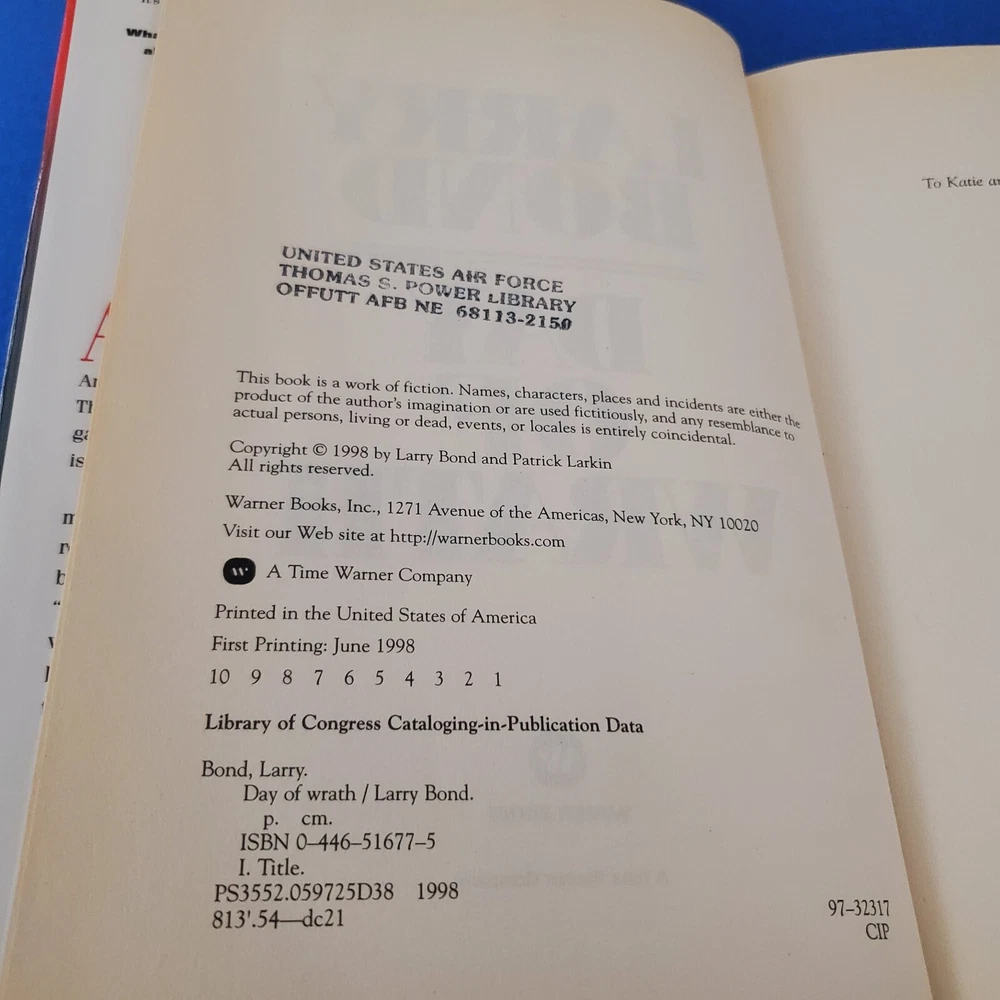 UNITED STATES AIR FORCE
THOMAS S. POWER LIBRARY
OFFUTT AFB NE 68113-2150
This book is a work of fiction. Names, characters, places and incidents are either the
product of the author's imagination or are used fictitiously, and any resemblance to
actual persons, living or dead, events, or locales is entirely coincidental.
Copyright © 1998 by Larry Bond and Patrick Larkin
All rights reserved.
Warner Books, Inc., 1271 Avenue of the Americas, New York, NY 10020
Visit our Web site at http://warnerbooks.com
W A Time Warner Company
Printed in the United States of America
First Printing: June 1998
10 9 8 7 6 5 4 3 2 1
Library of Congress Cataloging-in-Publication Data
Bond, Larry.
Day of wrath / Larry Bond.
p. cm.
ISBN 0–446–51677–5
I. Title.
PS3552.059725D38 1998
813'.54—dc21
97–32317
CIP
To Katie